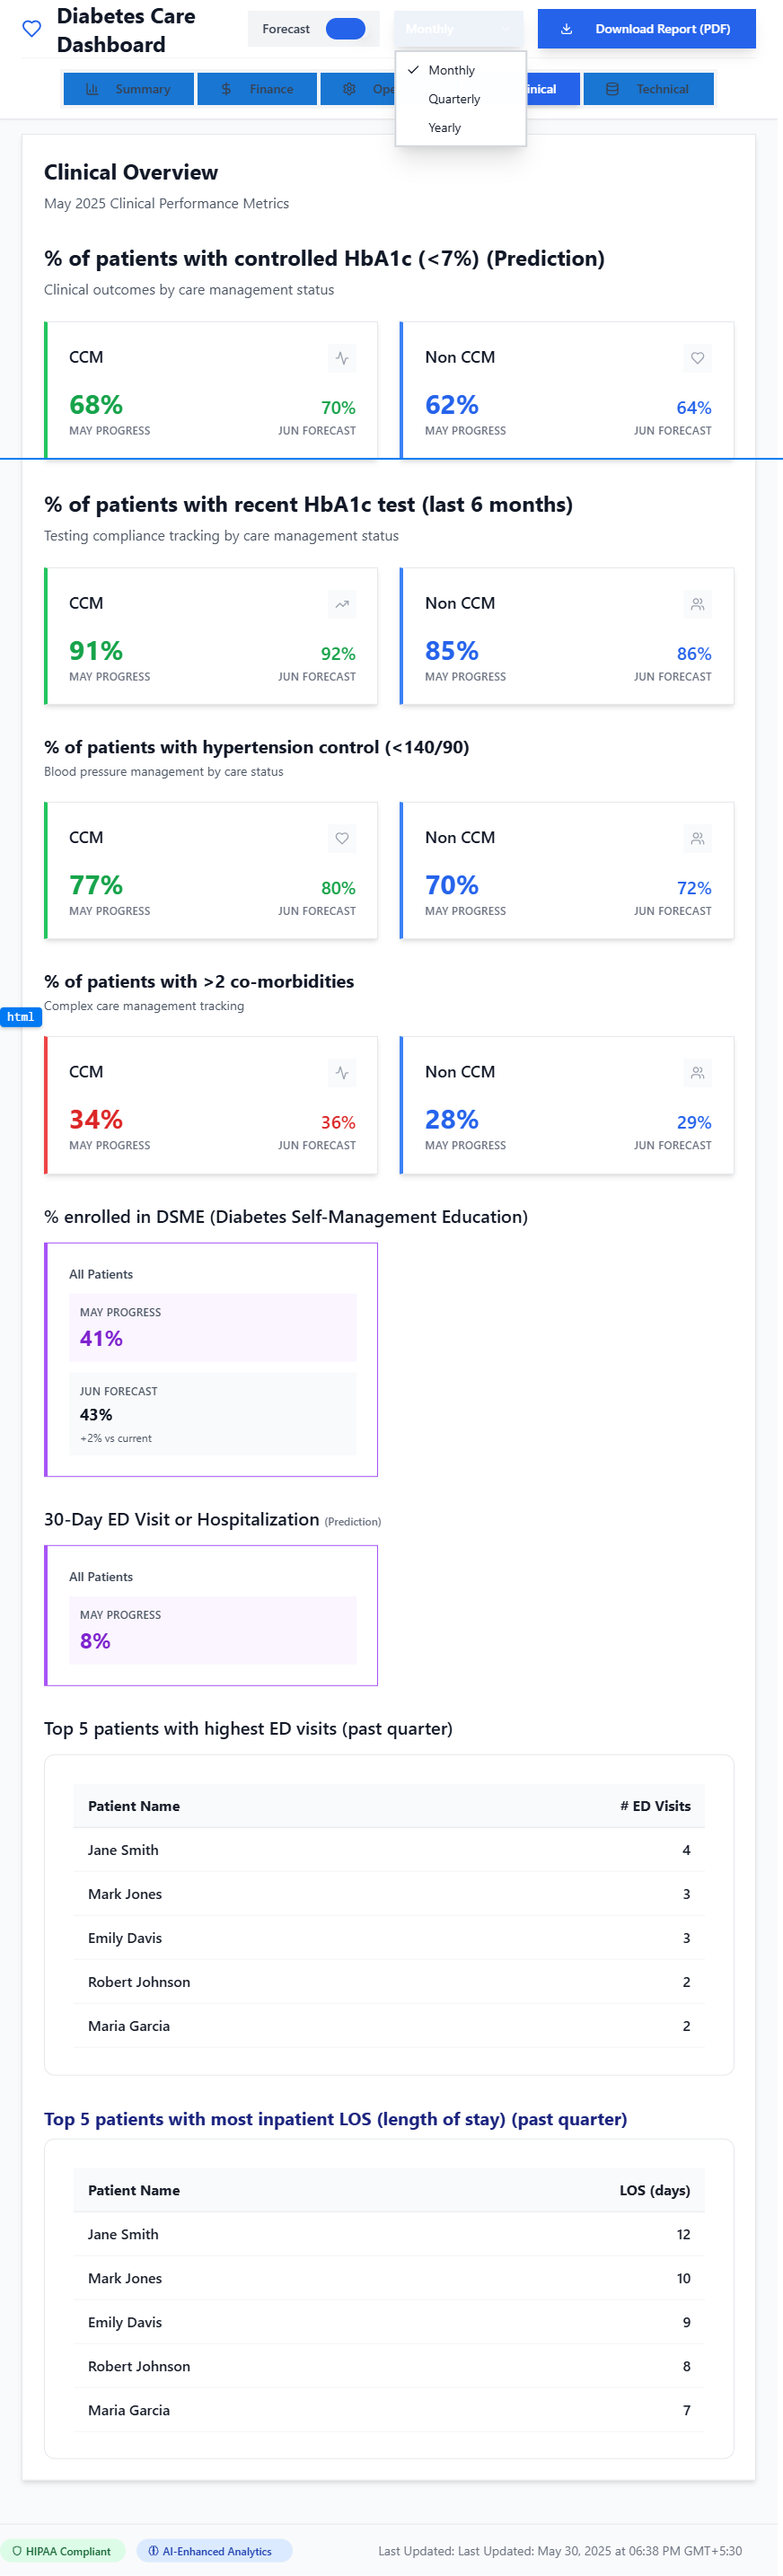 Diabetes Care
Dashboard
Forecast
Monthly
Download Report (PDF)
Monthly
Quarterly
Yearly
Summary
Finance
Technical
Clinical Overview
May 2025 Clinical Performance Metrics
% of patients with controlled HbA1c (<7%) (Prediction)
Clinical outcomes by care management status
CCM
68%
70%
MAY PROGRESS
JUN FORECAST
Non CCM
62%
64%
MAY PROGRESS
JUN FORECAST
% of patients with recent HbA1c test (last 6 months)
Testing compliance tracking by care management status
CCM
91%
92%
MAY PROGRESS
JUN FORECAST
Non CCM
85%
86%
MAY PROGRESS
JUN FORECAST
% of patients with hypertension control (<140/90)
Blood pressure management by care status
CCM
77%
80%
MAY PROGRESS
JUN FORECAST
Non CCM
70%
72%
MAY PROGRESS
JUN FORECAST
% of patients with >2 co-morbidities
html
Complex care management tracking
CCM
34%
36%
MAY PROGRESS
JUN FORECAST
Non CCM
28%
29%
MAY PROGRESS
JUN FORECAST
% enrolled in DSME (Diabetes Self-Management Education)
All Patients
MAY PROGRESS
41%
JUN FORECAST
43%
+2% vs current
30-Day ED Visit or Hospitalization (Prediction)
All Patients
MAY PROGRESS
8%
Top 5 patients with highest ED visits (past quarter)
Patient Name # ED Visits
Jane Smith 4
Mark Jones 3
Emily Davis 3
Robert Johnson 2
Maria Garcia 2
Top 5 patients with most inpatient LOS (length of stay) (past quarter)
Patient Name LOS (days)
Jane Smith 12
Mark Jones 10
Emily Davis 9
Robert Johnson 8
Maria Garcia 7
HIPAA Compliant
AI-Enhanced Analytics
Last Updated: Last Updated: May 30, 2025 at 06:38 PM GMT+5:30